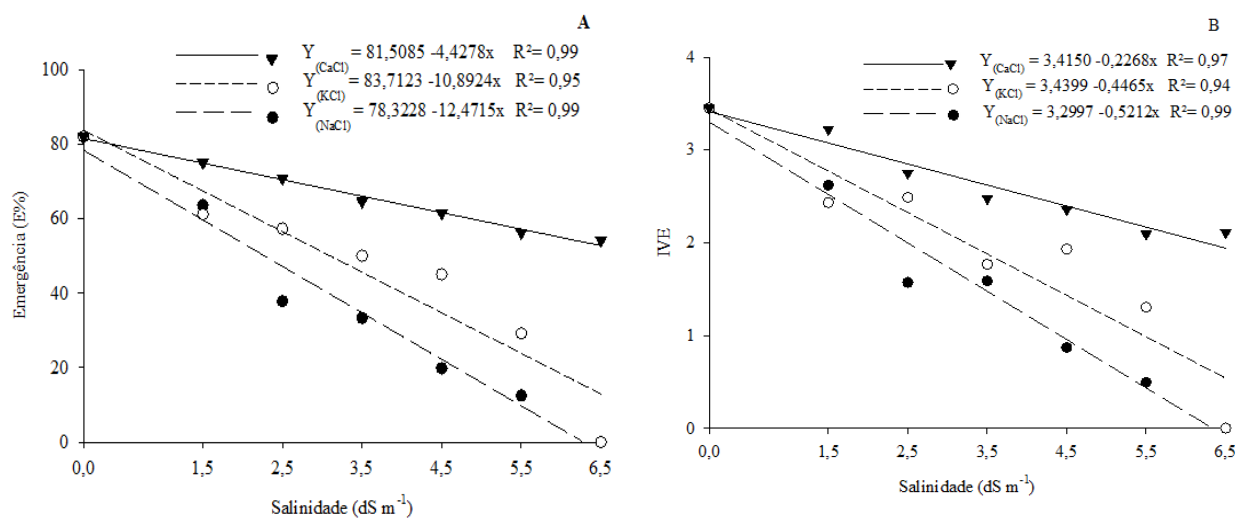 A
Y(CaCl) = 81,5085 -4,4278x R²= 0,99
Y(KCl) = 83,7123 -10,8924x R²= 0,95
Y(NaCl) = 78,3228 -12,4715x R²= 0,99
100
80
60
40
20
0
Emergência (E%)
0,0 1,5 2,5 3,5 4,5 5,5 6,5
Salinidade (dS m⁻¹)
B
Y(CaCl) = 3,4150 -0,2268x R²= 0,97
Y(KCl) = 3,4399 -0,4465x R²= 0,94
Y(NaCl) = 3,2997 -0,5212x R²= 0,99
4
3
2
1
0
IVE
0,0 1,5 2,5 3,5 4,5 5,5 6,5
Salinidade (dS m⁻¹)